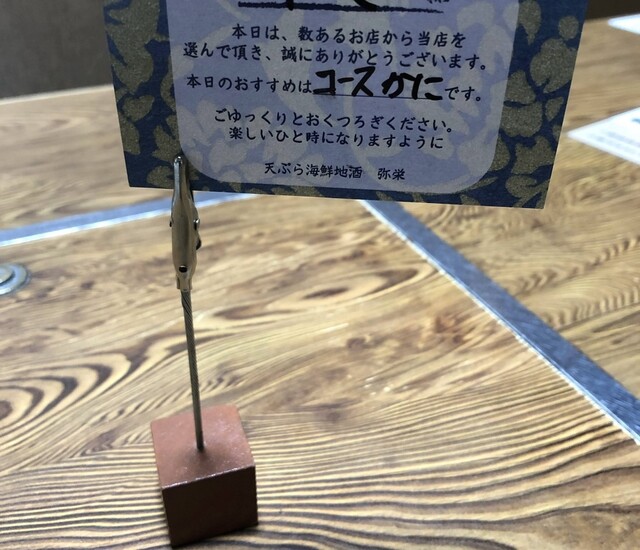 本日は、数あるお店から当店を
選んで頂き、誠にありがとうございます。
本日のおすすめはコースかにです。
ごゆっくりとおくつろぎください。
楽しいひと時になりますように
天ぷら海鮮地酒 弥栄